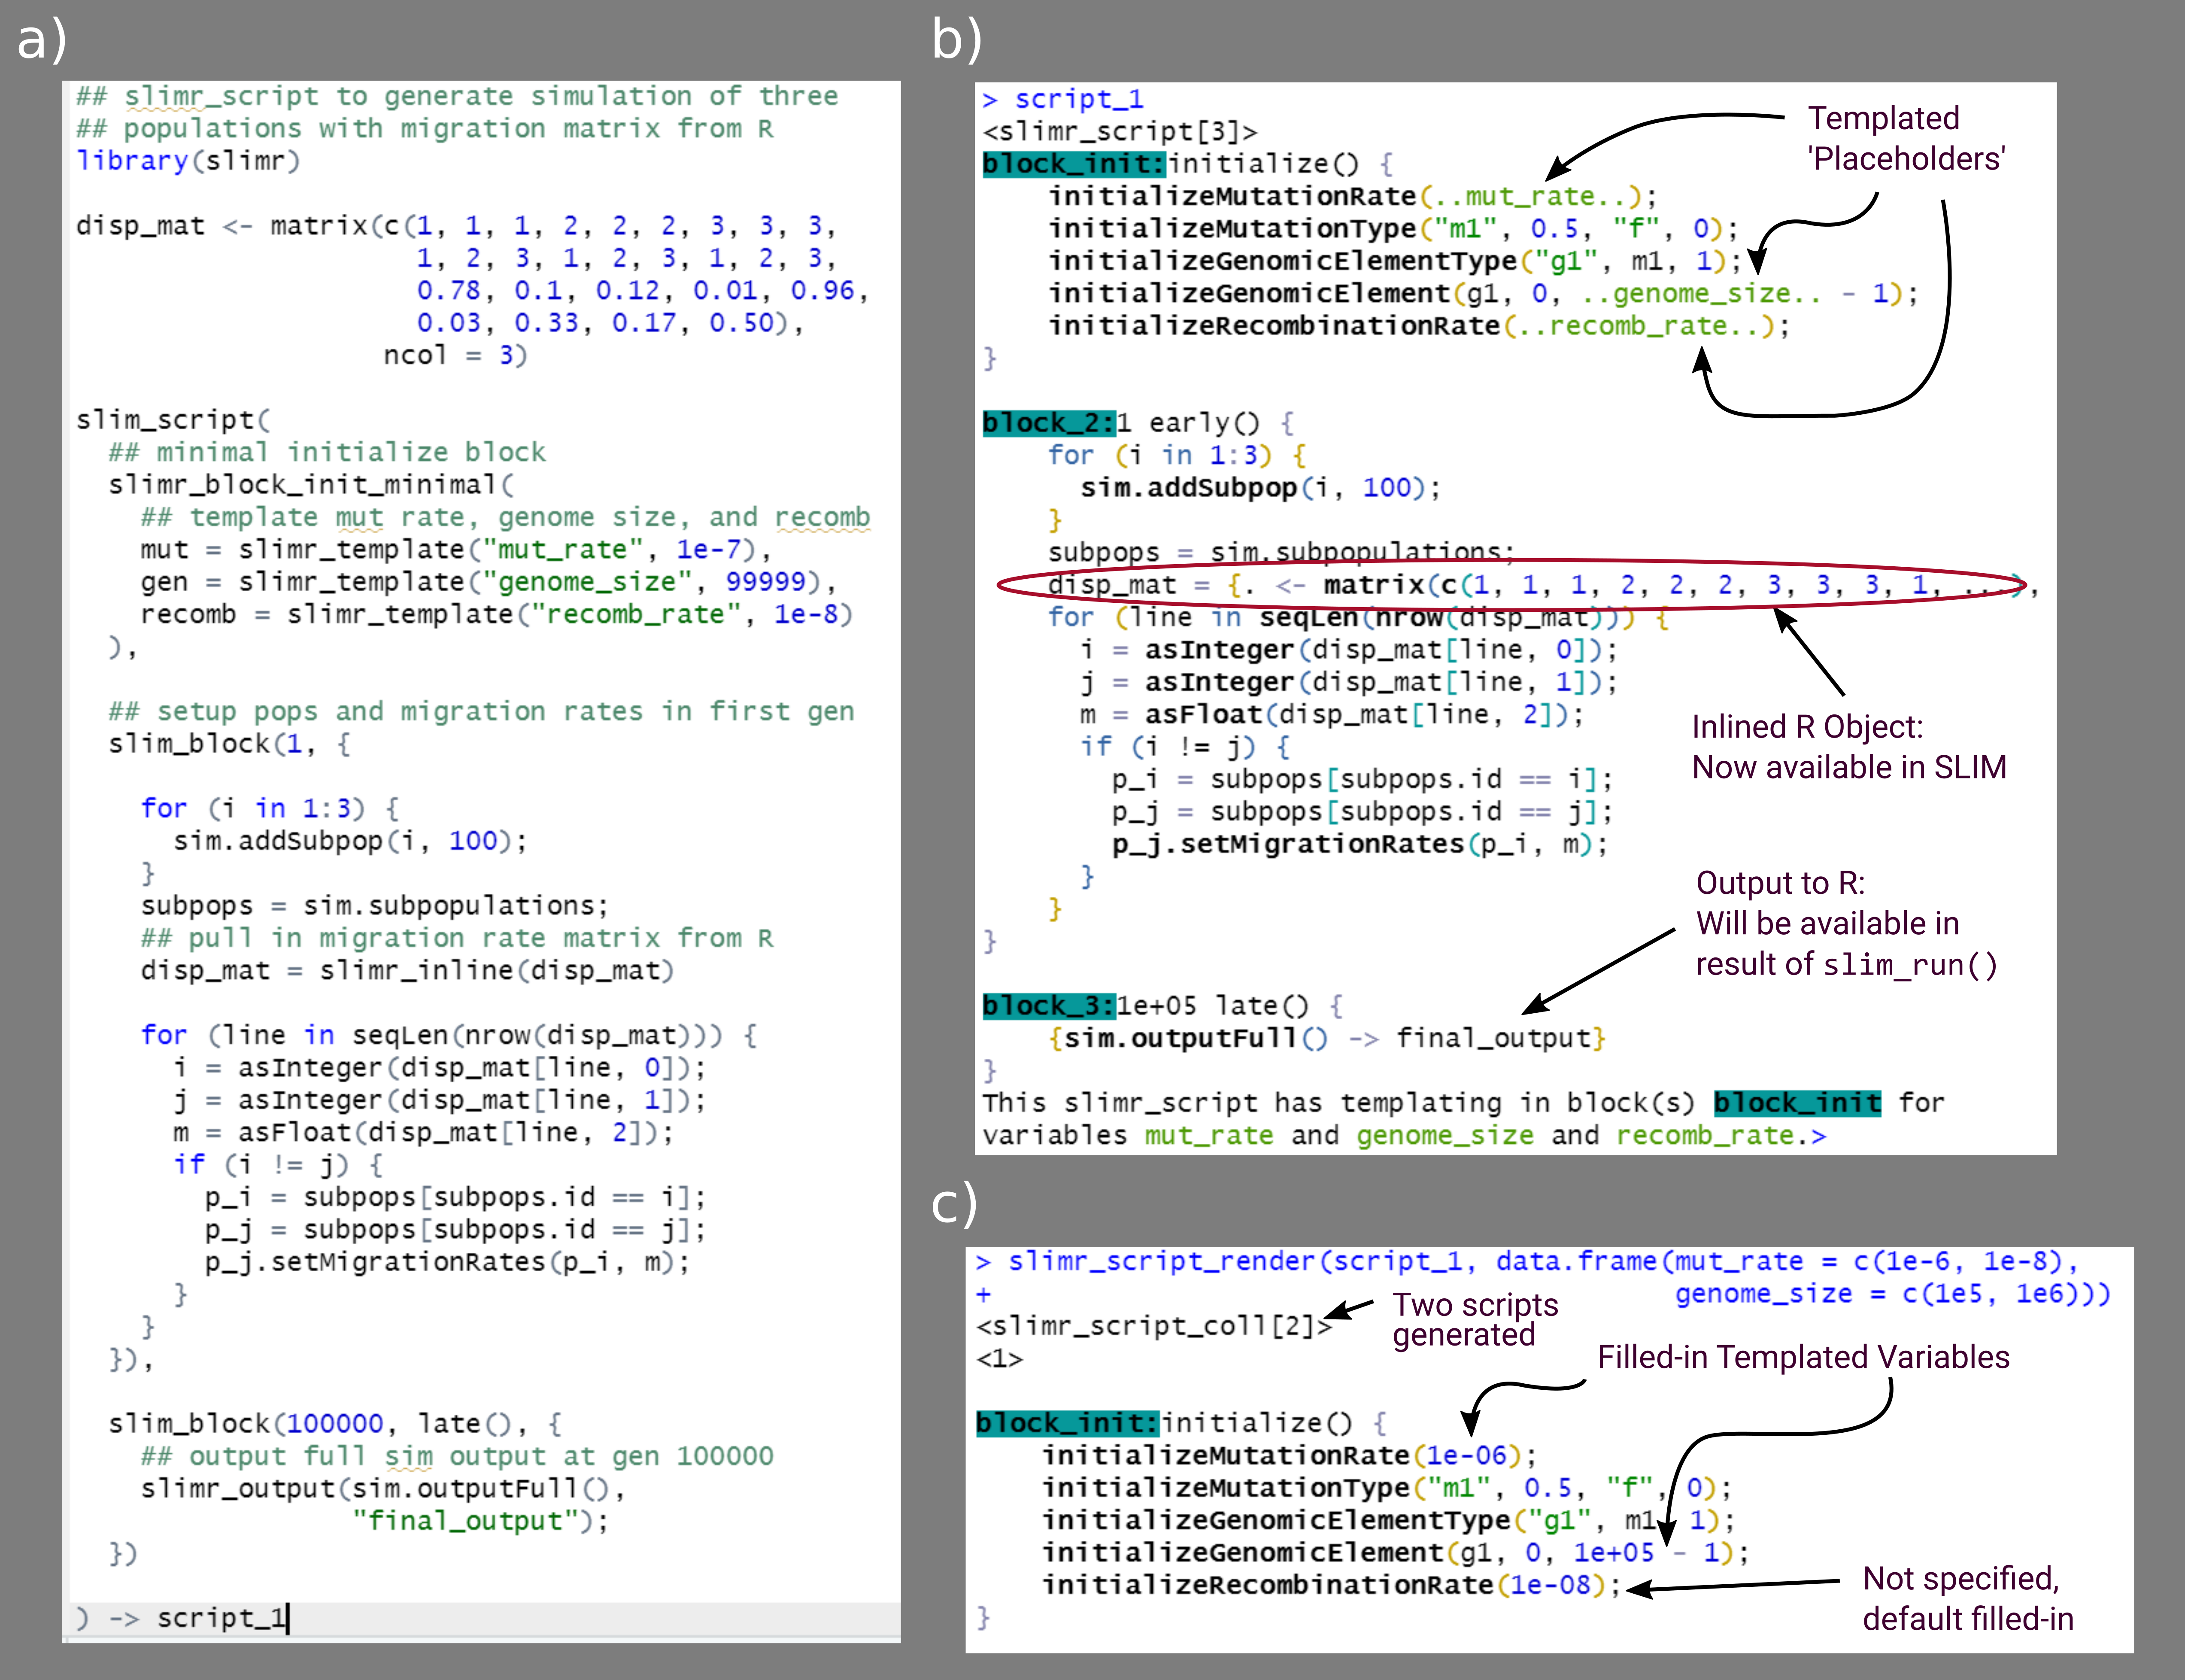 a)
## slimr_script to generate simulation of three
## populations with migration matrix from R
library(slimr)
disp_mat <- matrix(c(1, 1, 1, 2, 2, 2, 3, 3, 3,
1, 2, 3, 1, 2, 3, 1, 2, 3,
0.78, 0.1, 0.12, 0.01, 0.96,
0.03, 0.33, 0.17, 0.50),
ncol = 3)
slim_script(
## minimal initialize block
slimr_block_init_minimal(
## template mut rate, genome size, and recomb
mut = slimr_template("mut_rate", 1e-7),
gen = slimr_template("genome_size", 99999),
recomb = slimr_template("recomb_rate", 1e-8)
),
## setup pops and migration rates in first gen
slim_block(1, {
for (i in 1:3) {
sim.addSubpop(i, 100);
}
subpops = sim.subpopulations;
## pull in migration rate matrix from R
disp_mat = slimr_inline(disp_mat)
for (line in seqLen(nrow(disp_mat))) {
i = asInteger(disp_mat[line, 0]);
j = asInteger(disp_mat[line, 1]);
m = asFloat(disp_mat[line, 2]);
if (i != j) {
p_i = subpops[subpops.id == i];
p_j = subpops[subpops.id == j];
p_j.setMigrationRates(p_i, m);
}
}
}),
slim_block(100000, late(), {
## output full sim output at gen 100000
slimr_output(sim.outputFull(),
"final_output");
})
) -> script_1
b)
> script_1
<slimr_script[3]>
block_init:initialize() {
initializeMutationRate(..mut_rate..);
initializeMutationType("m1", 0.5, "f", 0);
initializeGenomicElementType("g1", m1, 1);
initializeGenomicElement(g1, 0, ..genome_size.. - 1);
initializeRecombinationRate(..recomb_rate..);
}
Templated
'Placeholders'
block_2:1 early() {
for (i in 1:3) {
sim.addSubpop(i, 100);
}
subpops = sim.subpopulations;
disp_mat = {. <- matrix(c(1, 1, 1, 2, 2, 2, 3, 3, 3, 1, ...),
for (line in seqLen(nrow(disp_mat))) {
i = asInteger(disp_mat[line, 0]);
j = asInteger(disp_mat[line, 1]);
m = asFloat(disp_mat[line, 2]);
if (i != j) {
p_i = subpops[subpops.id == i];
p_j = subpops[subpops.id == j];
p_j.setMigrationRates(p_i, m);
}
}
}
Inlined R Object:
Now available in SLIM
Output to R:
Will be available in
result of slim_run()
block_3:1e+05 late() {
{sim.outputFull() -> final_output}
}
This slimr_script has templating in block(s) block_init for
variables mut_rate and genome_size and recomb_rate.>
c)
> slimr_script_render(script_1, data.frame(mut_rate = c(1e-6, 1e-8),
+ genome_size = c(1e5, 1e6)))
<slimr_script_coll[2]>
<1>
Two scripts
generated
Filled-in Templated Variables
block_init:initialize() {
initializeMutationRate(1e-06);
initializeMutationType("m1", 0.5, "f", 0);
initializeGenomicElementType("g1", m1 1);
initializeGenomicElement(g1, 0, 1e+05 - 1);
initializeRecombinationRate(1e-08);
}
Not specified,
default filled-in